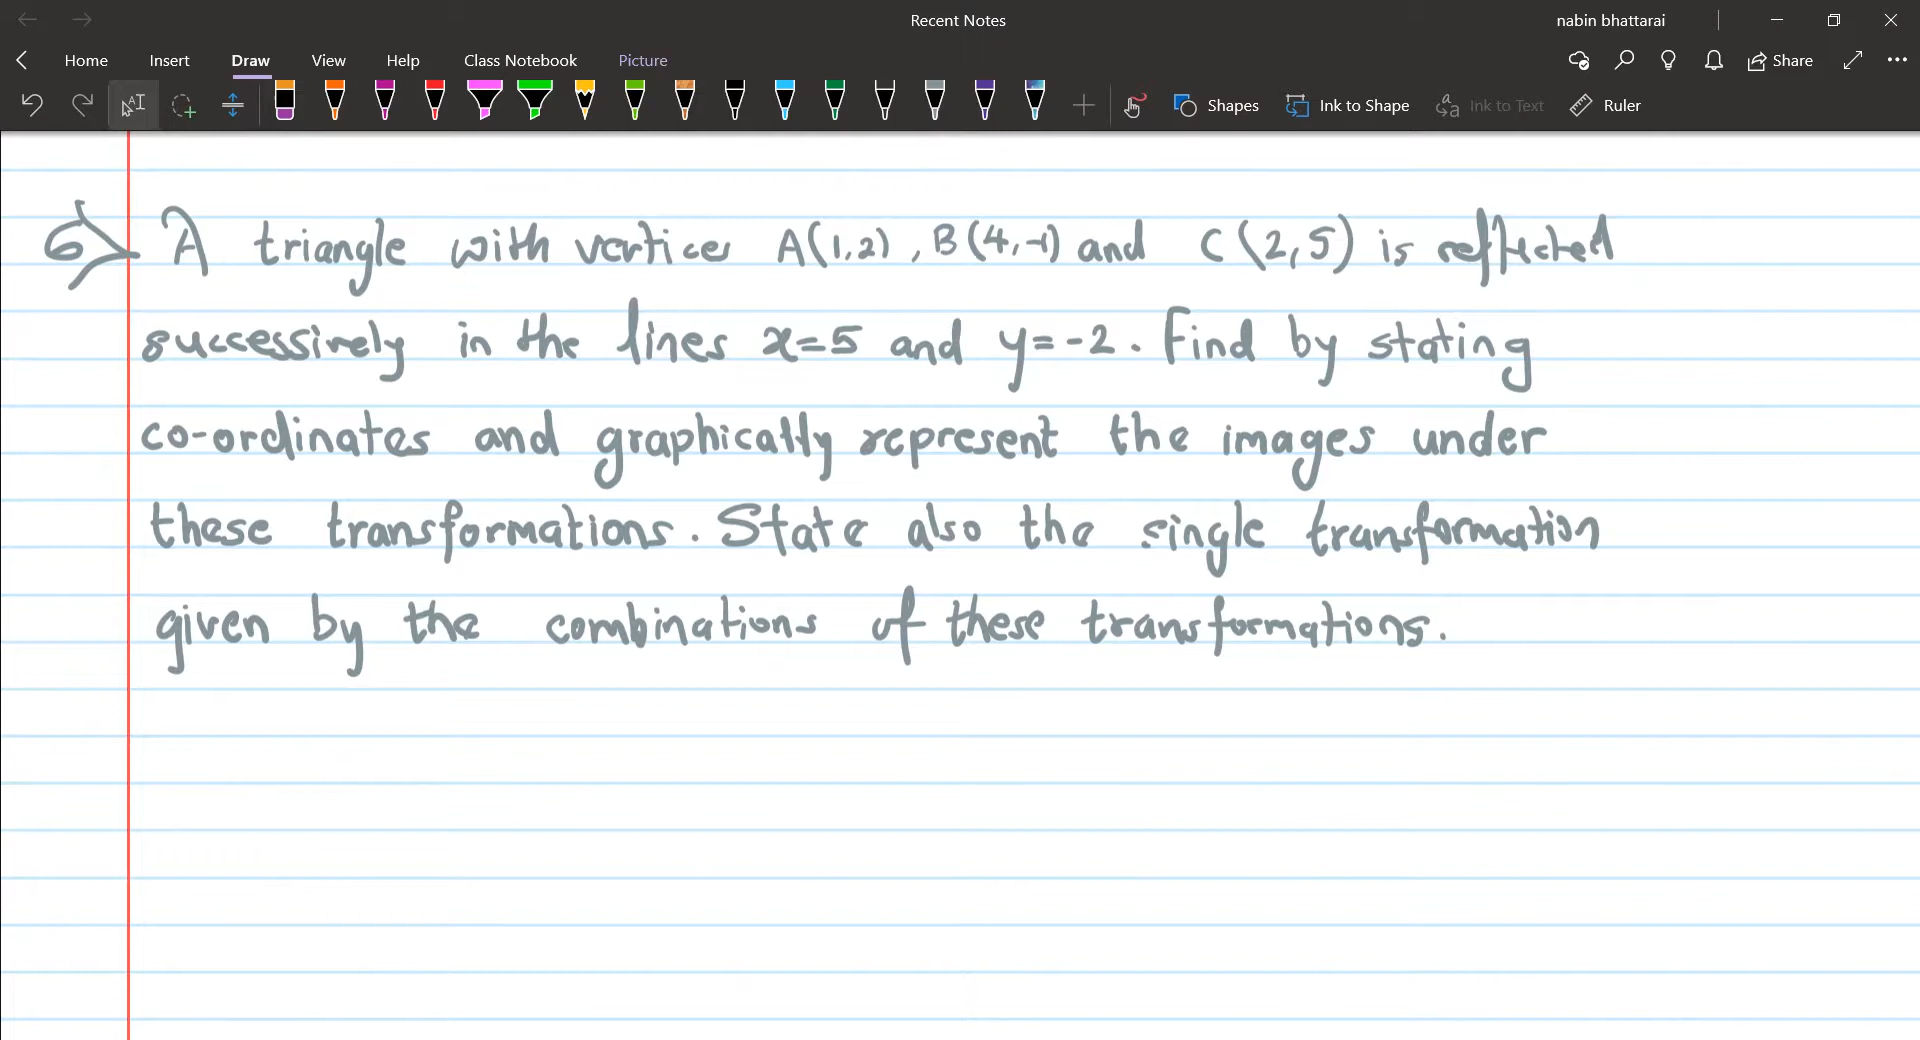 Recent Notes
nabin bhattarai
Home Insert Draw View Help Class Notebook Picture
Share
Shapes Ink to Shape Ink to Text Ruler
6> A triangle with vertices A(1,2), B(4,-1) and C(2,5) is reflected
successively in the lines x=5 and y=-2. Find by stating
co-ordinates and graphically represent the images under
these transformations. State also the single transformation
given by the combinations of these transformations.